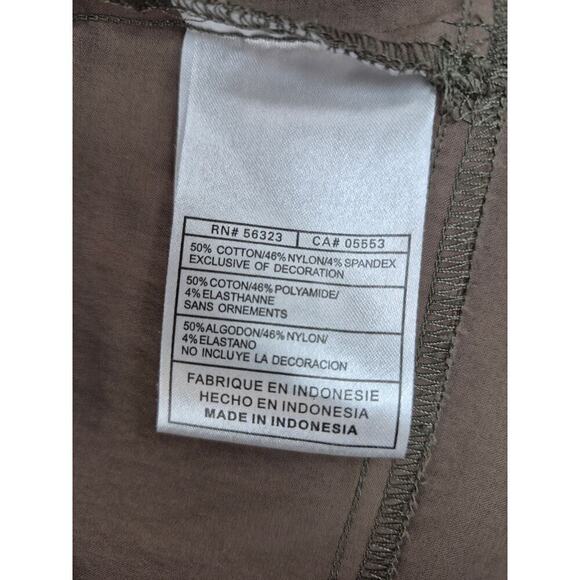 RN# 56323 CA# 05553
50% COTTON/46% NYLON/4% SPANDEX
EXCLUSIVE OF DECORATION
50% COTON/46% POLYAMIDE/
4% ELASTHANNE
SANS ORNEMENTS
50%ALGODON/46% NYLON/
4% ELASTANO
NO INCLUYE LA DECORACION
FABRIQUE EN INDONESIE
HECHO EN INDONESIA
MADE IN INDONESIA